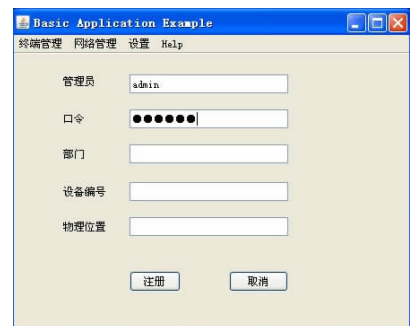 Basic Application Example
终端管理 网络管理 设置 Help
管理员 admin
口令 ●●●●●●
部门
设备编号
物理位置
注册 取消